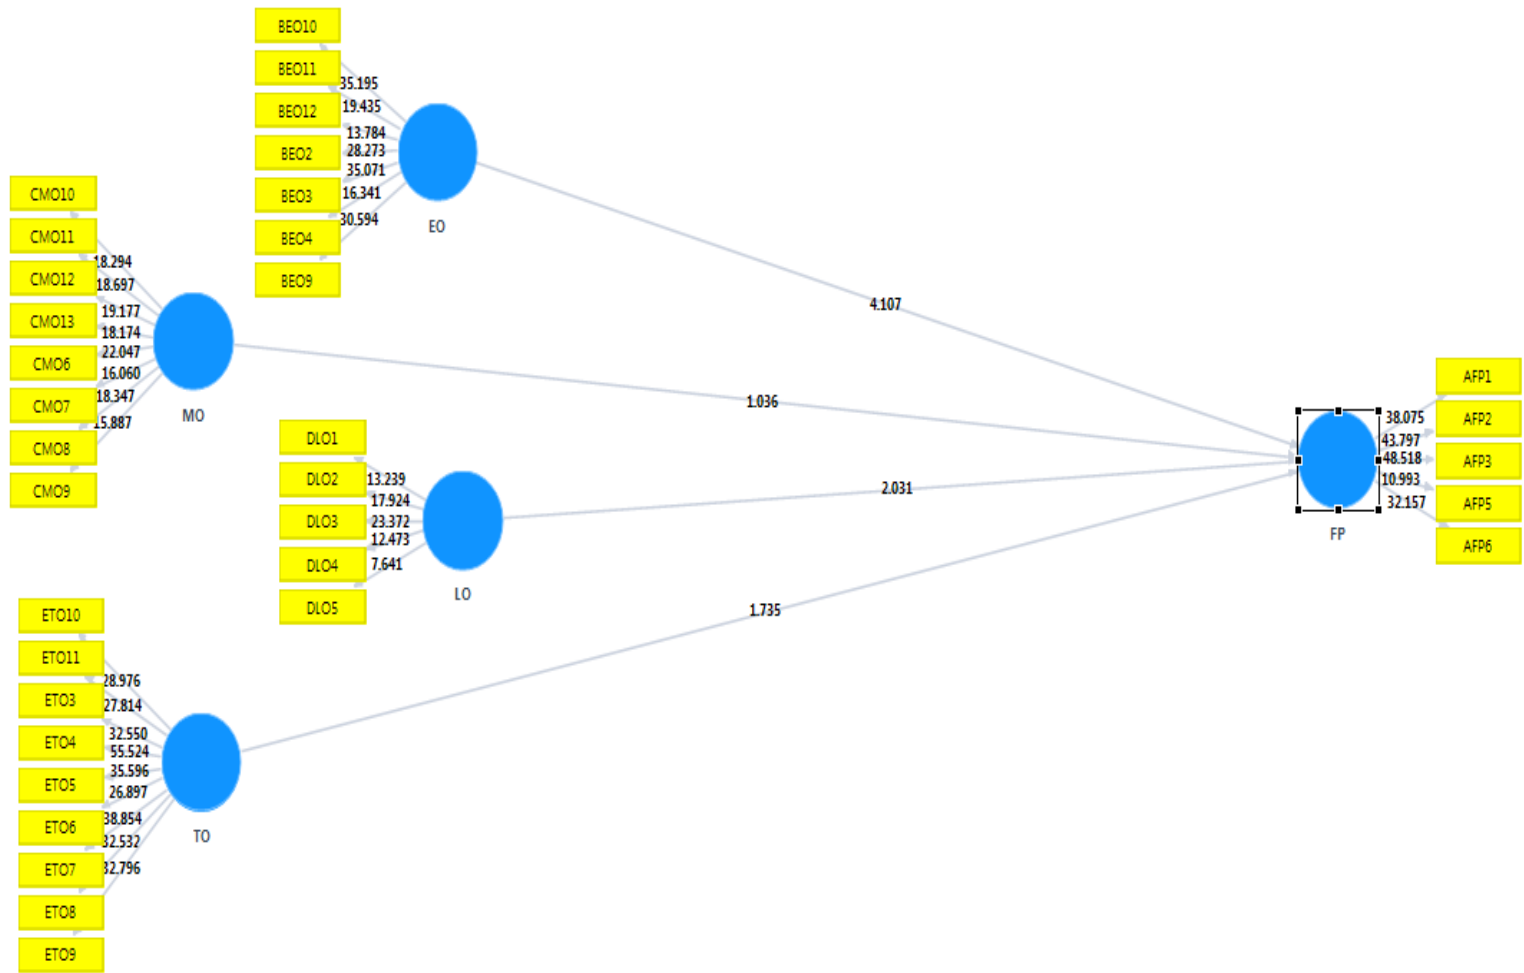 BEO10
BEO11
BEO12
BEO2
BEO3
BEO4
BEO9
35.195
19.435
13.784
28.273
35.071
16.341
30.594
EO
CMO10
CMO11
CMO12
CMO13
CMO6
CMO7
CMO8
CMO9
18.294
18.697
19.177
18.174
22.047
16.060
18.347
15.887
MO
DLO1
DLO2
DLO3
DLO4
DLO5
13.239
17.924
23.372
12.473
7.641
LO
ETO10
ETO11
ETO3
ETO4
ETO5
ETO6
ETO7
ETO8
ETO9
28.976
27.814
32.550
55.524
35.596
26.897
38.854
32.532
32.796
TO
4.107
1.036
2.031
1.735
FP
38.075
43.797
48.518
10.993
32.157
AFP1
AFP2
AFP3
AFP5
AFP6